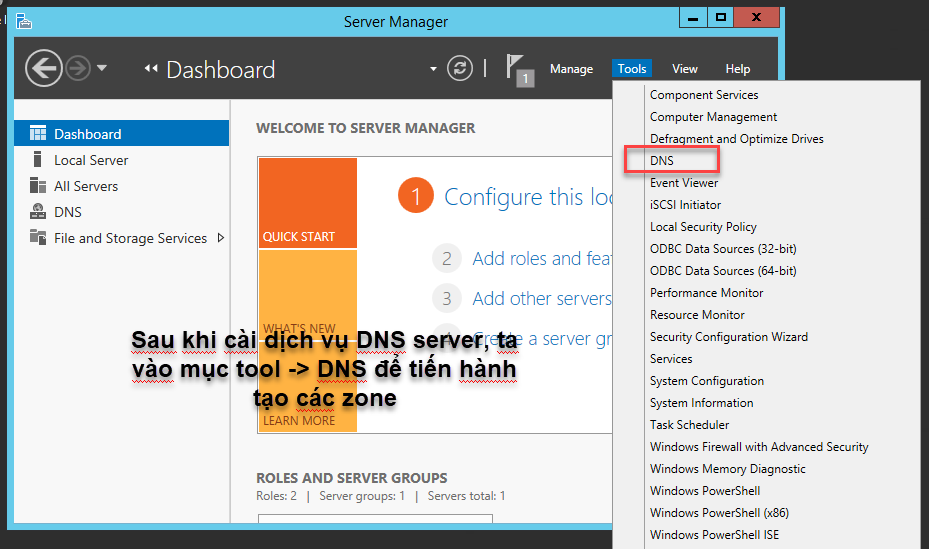 Server Manager
Dashboard
1
Manage
Tools
View
Help
Dashboard
Local Server
All Servers
DNS
File and Storage Services
WELCOME TO SERVER MANAGER
QUICK START
WHAT'S NEW
LEARN MORE
1 Configure this loc
2 Add roles and feat
3 Add other servers
4 Create a server gr
Sau khi cài dịch vụ DNS server, ta
vào mục tool -> DNS để tiến hành
tạo các zone
ROLES AND SERVER GROUPS
Roles: 2 | Server groups: 1 | Servers total: 1
Component Services
Computer Management
Defragment and Optimize Drives
DNS
Event Viewer
iSCSI Initiator
Local Security Policy
ODBC Data Sources (32-bit)
ODBC Data Sources (64-bit)
Performance Monitor
Resource Monitor
Security Configuration Wizard
Services
System Configuration
System Information
Task Scheduler
Windows Firewall with Advanced Security
Windows Memory Diagnostic
Windows PowerShell
Windows PowerShell (x86)
Windows PowerShell ISE